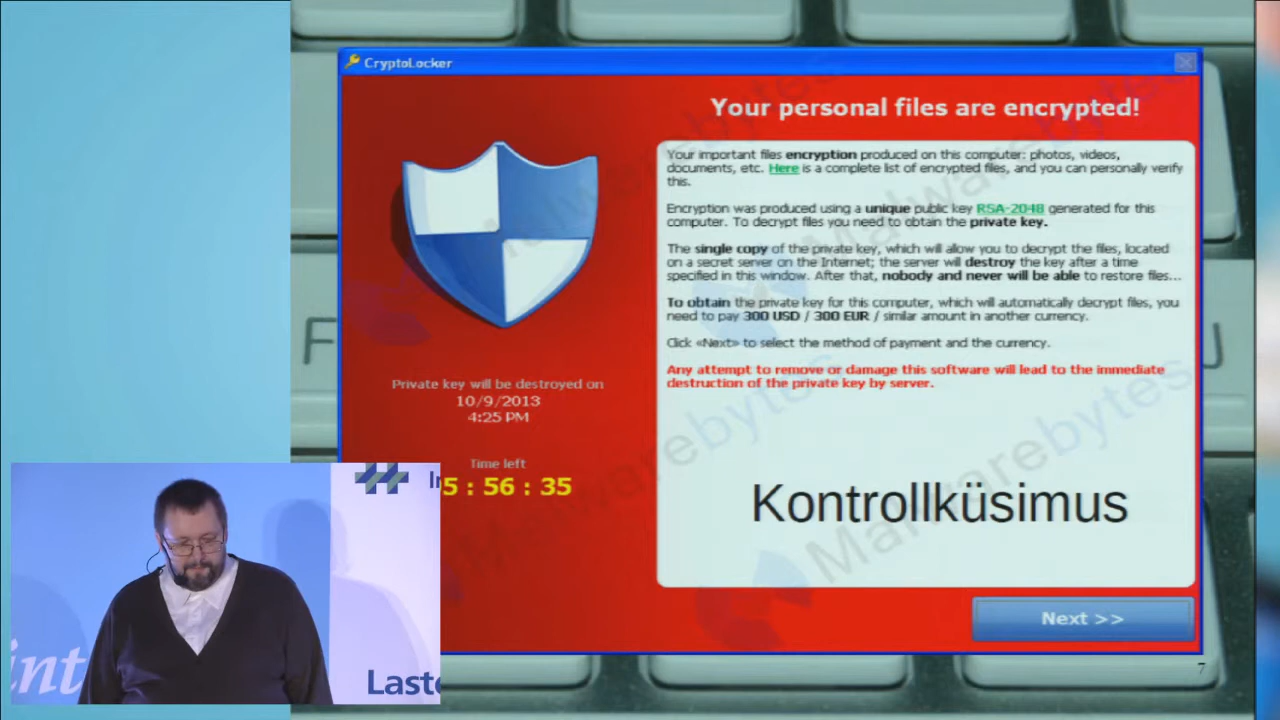 CryptoLocker
Your personal files are encrypted!
Your important files encryption produced on this computer: photos, videos,
documents, etc. Here is a complete list of encrypted files, and you can personally verify
this.
Encryption was produced using a unique public key RSA-2048 generated for this
computer. To decrypt files you need to obtain the private key.
The single copy of the private key, which will allow you to decrypt the files, located
on a secret server on the Internet; the server will destroy the key after a time
specified in this window. After that, nobody and never will be able to restore files...
To obtain the private key for this computer, which will automatically decrypt files, you
need to pay 300 USD / 300 EUR / similar amount in another currency.
Click «Next» to select the method of payment and the currency.
Any attempt to remove or damage this software will lead to the immediate
destruction of the private key by server.
Private key will be destroyed on
10/9/2013
4:25 PM
Time left
5 : 56 : 35
Kontrollküsimus
Next >>
7
F
J
Malwarebytes
Malwarebytes
Malwarebytes
int
In
Laste